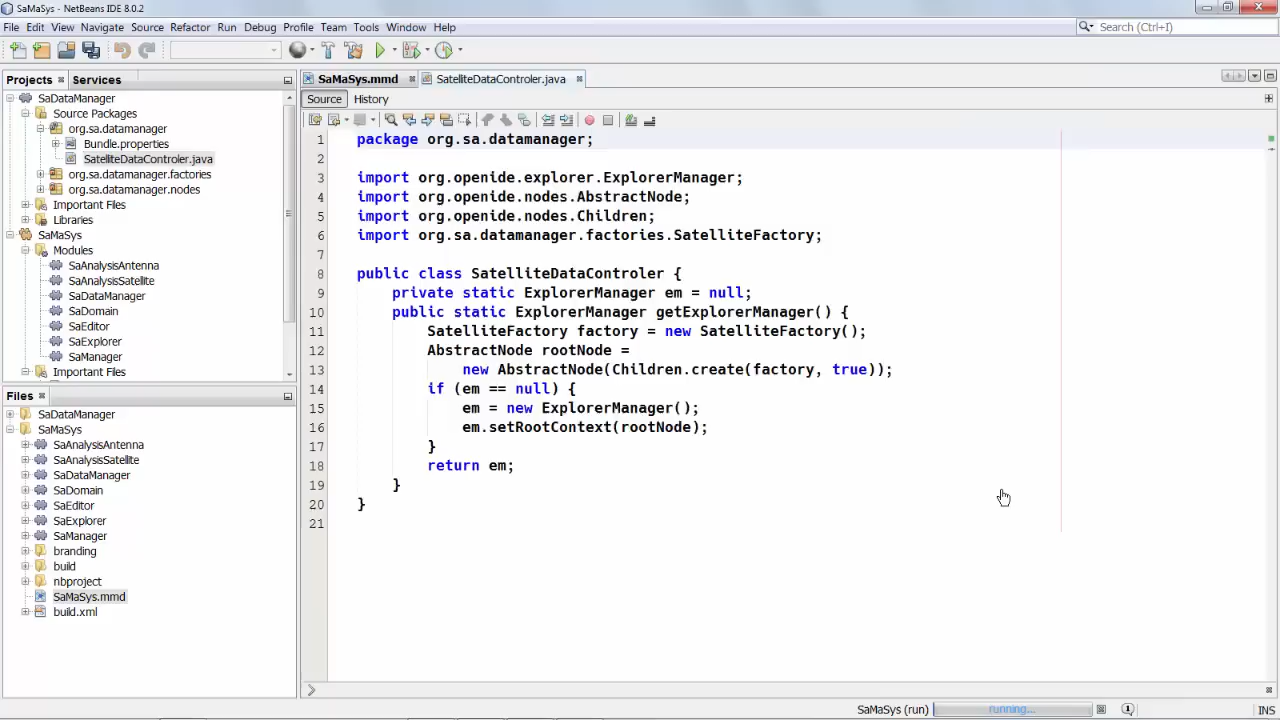 SaMaSys - NetBeans IDE 8.0.2
File Edit View Navigate Source Refactor Run Debug Profile Team Tools Window Help
Search (Ctrl+I)
Projects Services
SaDataManager
Source Packages
org.sa.datamanager
Bundle.properties
SateliteDataControler.java
org.sa.datamanager.factories
org.sa.datamanager.nodes
Important Files
Libraries
SaMaSys
Modules
SaAnalysisAntenna
SaAnalysisSatellite
SaDataManager
SaDomain
SaEditor
SaExplorer
SaManager
Important Files
Files
SaDataManager
SaMaSys
SaAnalysisAntenna
SaAnalysisSatellite
SaDataManager
SaDomain
SaEditor
SaExplorer
SaManager
branding
build
nbproject
SaMaSys.mmd
build.xml
SaMaSys.mmd SateliteDataControler.java
Source History
1 package org.sa.datamanager;
2
3 import org.openide.explorer.ExplorerManager;
4 import org.openide.nodes.AbstractNode;
5 import org.openide.nodes.Children;
6 import org.sa.datamanager.factories.SatelliteFactory;
7
8 public class SatelliteDataControler {
9 private static ExplorerManager em = null;
10 public static ExplorerManager getExplorerManager() {
11 SatelliteFactory factory = new SatelliteFactory();
12 AbstractNode rootNode =
13 new AbstractNode(Children.create(factory, true));
14 if (em == null) {
15 em = new ExplorerManager();
16 em.setRootContext(rootNode);
17 }
18 return em;
19 }
20 }
21
SaMaSys (run) running... INS